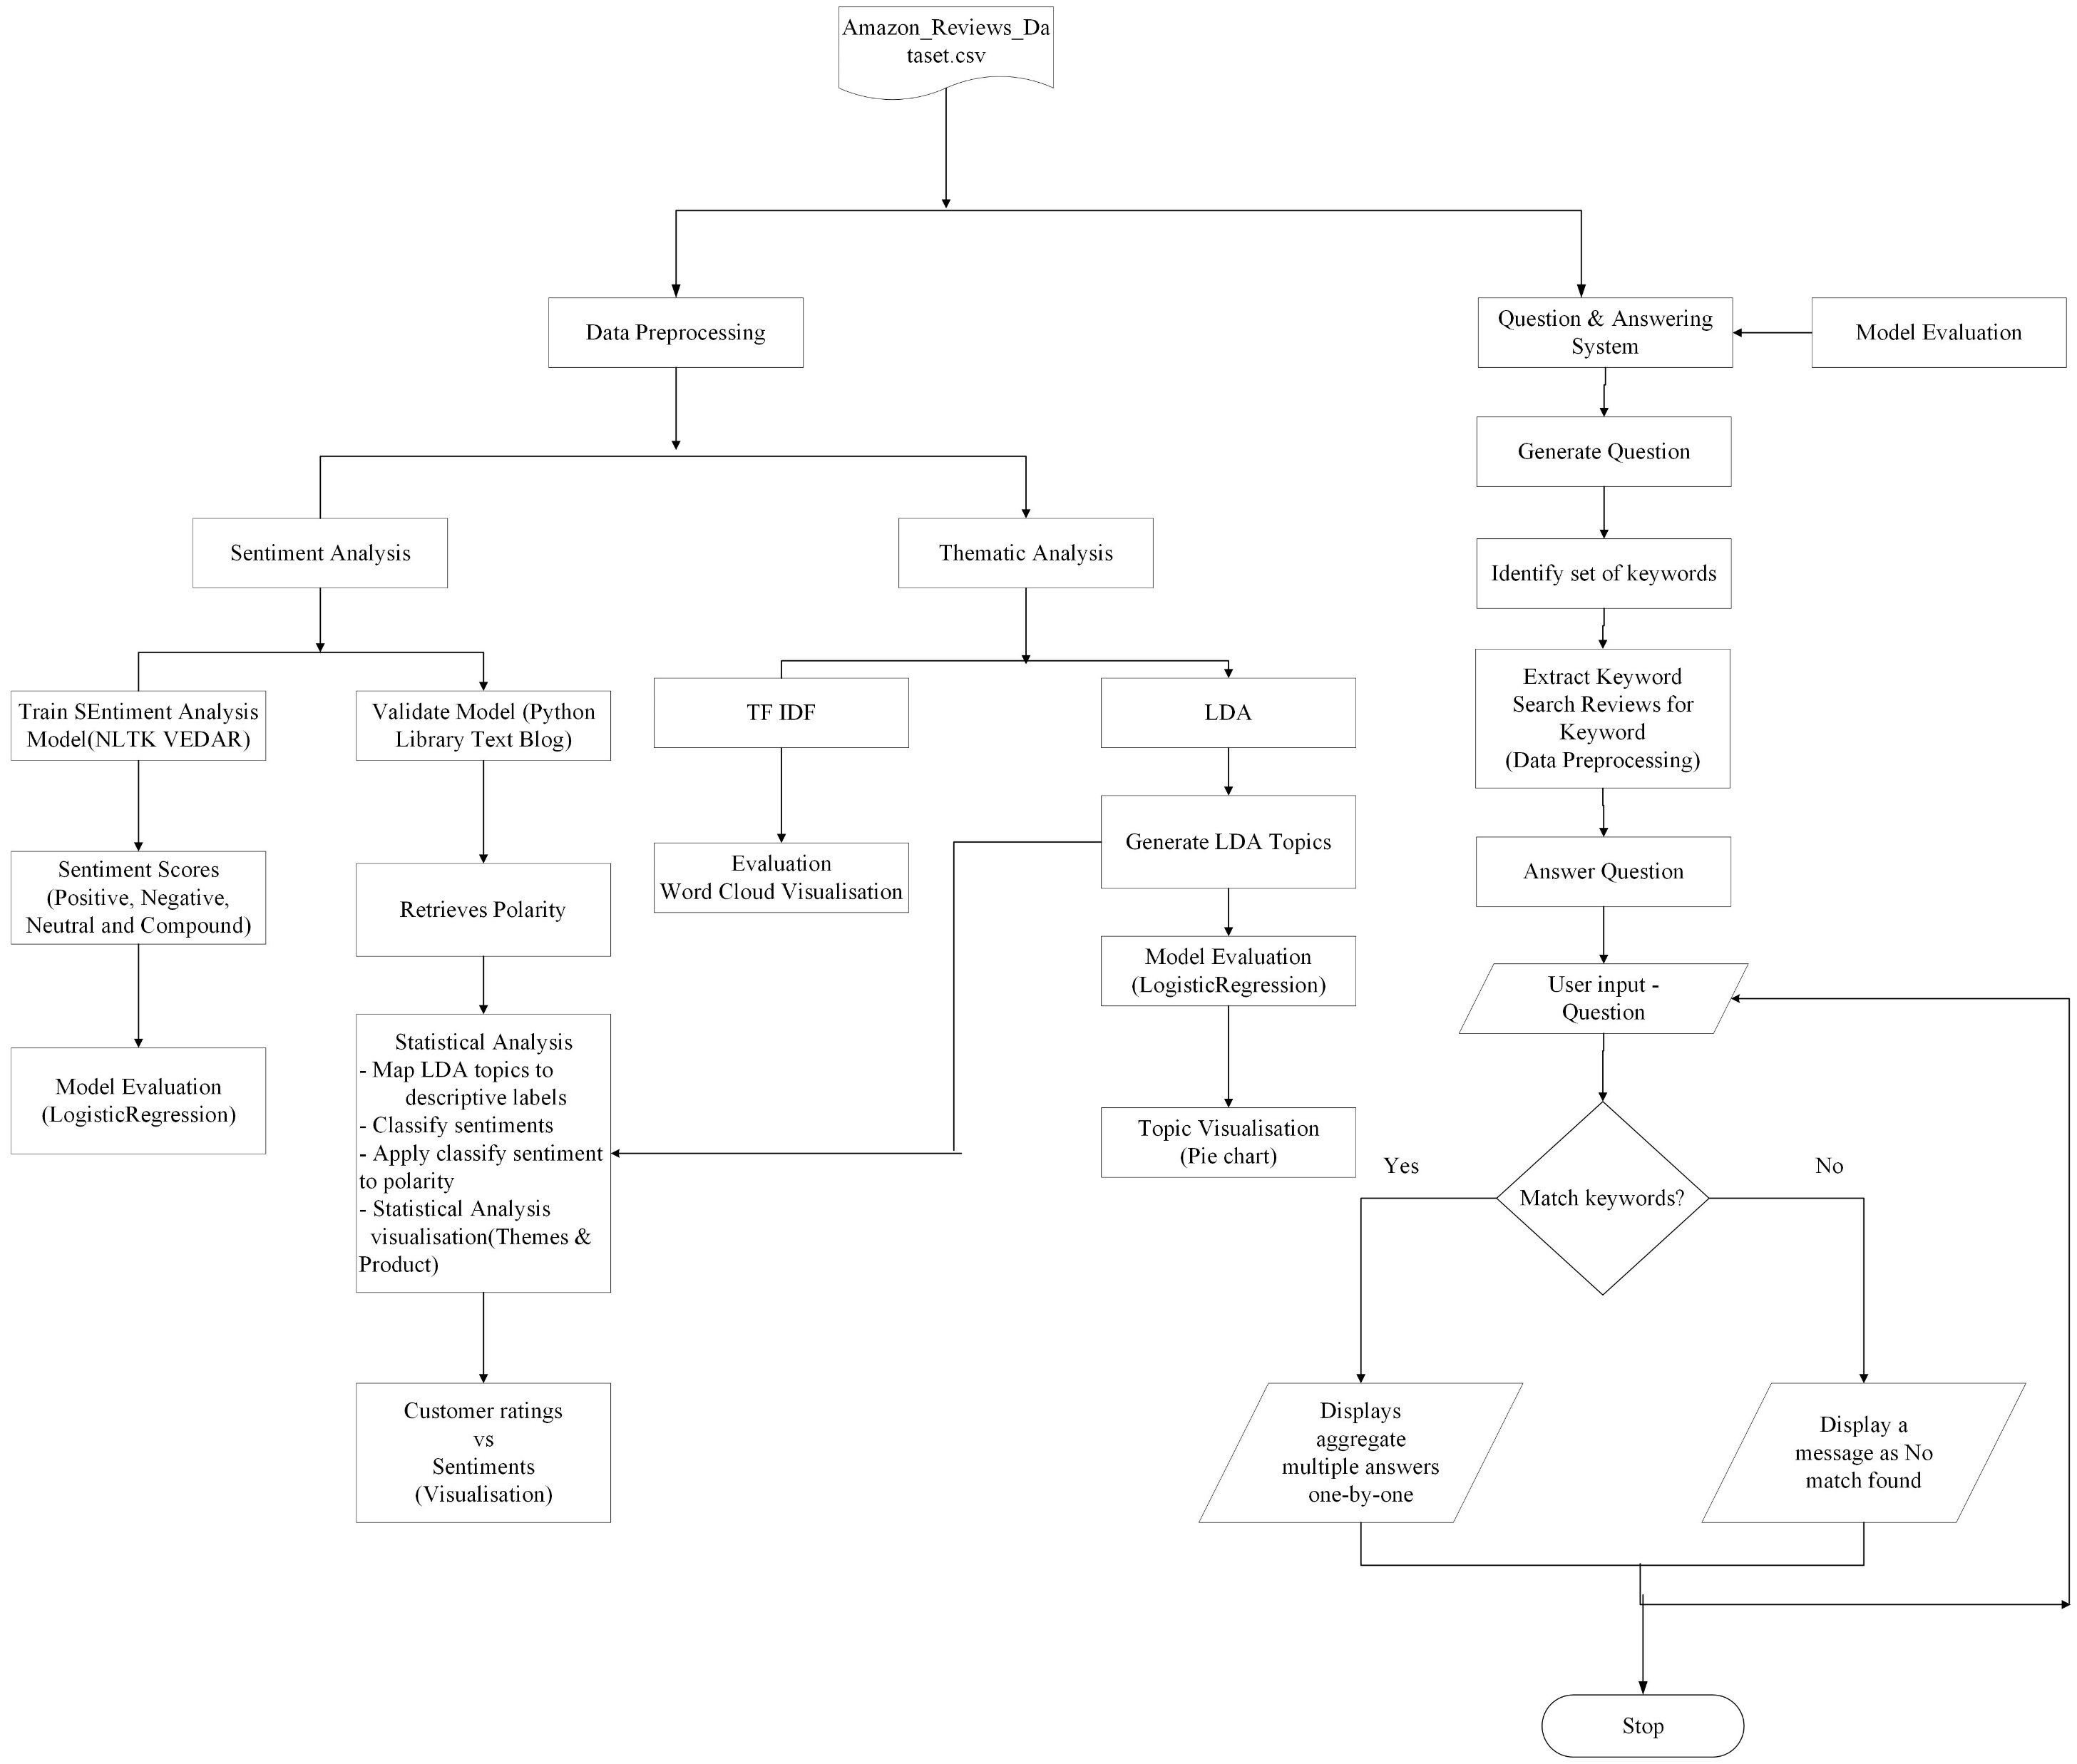 Amazon_Reviews_Da
taset.csv
Data Preprocessing
Question & Answering
System
Model Evaluation
Generate Question
Sentiment Analysis
Thematic Analysis
Identify set of keywords
Train SEntiment Analysis
Model(NLTK VEDAR)
Validate Model (Python
Library Text Blog)
TF IDF
LDA
Extract Keyword
Search Reviews for
Keyword
(Data Preprocessing)
Sentiment Scores
(Positive, Negative,
Neutral and Compound)
Retrieves Polarity
Evaluation
Word Cloud Visualisation
Generate LDA Topics
Answer Question
Model Evaluation
(LogisticRegression)
User input -
Question
Model Evaluation
(LogisticRegression)
Statistical Analysis
- Map LDA topics to
descriptive labels
- Classify sentiments
- Apply classify sentiment
to polarity
- Statistical Analysis
visualisation(Themes &
Product)
Topic Visualisation
(Pie chart)
Yes
No
Match keywords?
Customer ratings
vs
Sentiments
(Visualisation)
Displays
aggregate
multiple answers
one-by-one
Display a
message as No
match found
Stop